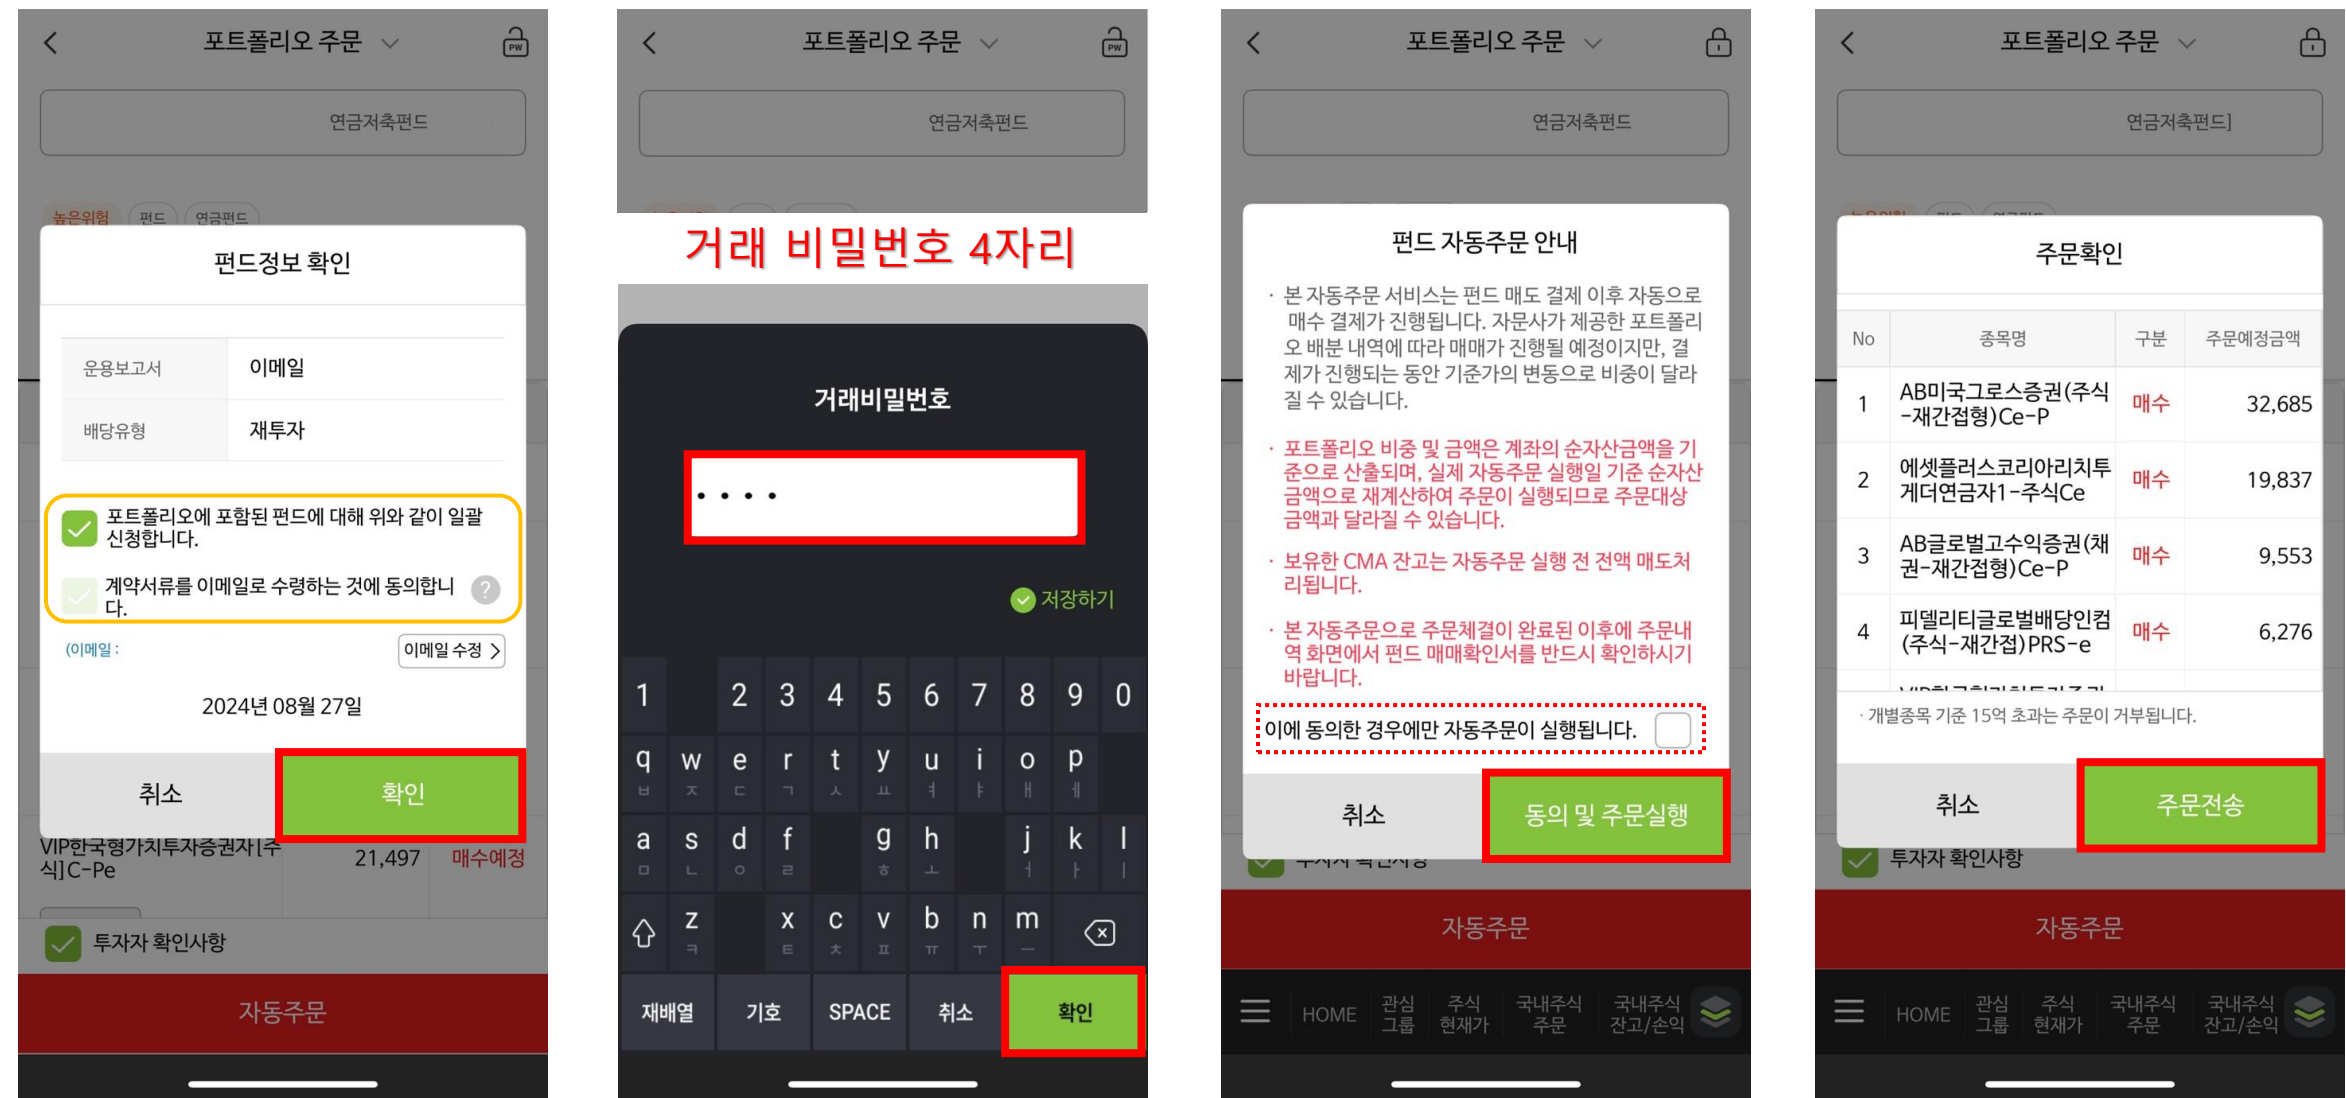 포트폴리오 주문
PW
연금저축펀드
높은위험
펀드
연금펀드
펀드정보 확인
운용보고서
이메일
배당유형
재투자
포트폴리오에 포함된 펀드에 대해 위와 같이 일괄
신청합니다.
계약서류를 이메일로 수령하는 것에 동의합니
다.
?
(이메일 :
이메일 수정 >
2024년 08월 27일
취소
확인
VIP한국형가치투자증권자[주
식]C-Pe
21,497
매수예정
투자자 확인사항
자동주문
포트폴리오 주문
PW
연금저축펀드
거래 비밀번호 4자리
거래비밀번호
저장하기
1 2 3 4 5 6 7 8 9 0
q w e r t y u i o p
ㅂ ㅈ ㄷ ㄱ ㅅ ㅛ ㅕ ㅑ ㅐ ㅔ
a s d f g h j k l
ㅁ ㄴ ㅇ ㄹ ㅎ ㅗ ㅓ ㅏ ㅣ
z x c v b n m
ㅋ ㅌ ㅊ ㅍ ㅠ ㅜ ㅡ
재배열
기호
SPACE
취소
확인
포트폴리오 주문
연금저축펀드
펀드 자동주문 안내
· 본 자동주문 서비스는 펀드 매도 결제 이후 자동으로
매수 결제가 진행됩니다. 자문사가 제공한 포트폴리
오 배분 내역에 따라 매매가 진행될 예정이지만, 결
제가 진행되는 동안 기준가의 변동으로 비중이 달라
질 수 있습니다.
· 포트폴리오 비중 및 금액은 계좌의 순자산금액을 기
준으로 산출되며, 실제 자동주문 실행일 기준 순자산
금액으로 재계산하여 주문이 실행되므로 주문대상
금액과 달라질 수 있습니다.
· 보유한 CMA 잔고는 자동주문 실행 전 전액 매도처
리됩니다.
· 본 자동주문으로 주문체결이 완료된 이후에 주문내
역 화면에서 펀드 매매확인서를 반드시 확인하시기
바랍니다.
이에 동의한 경우에만 자동주문이 실행됩니다.
취소
동의 및 주문실행
투자자 확인사항
자동주문
HOME
관심
그룹
주식
현재가
국내주식
주문
국내주식
잔고/손익
포트폴리오 주문
연금저축펀드]
주문확인
No 종목명 구분 주문예정금액
1 AB미국그로스증권(주식
-재간접형)Ce-P 매수 32,685
2 에셋플러스코리아리치투
게더연금자1-주식Ce 매수 19,837
3 AB글로벌고수익증권(채
권-재간접형)Ce-P 매수 9,553
4 피델리티글로벌배당인컴
(주식-재간접)PRS-e 매수 6,276
· 개별종목 기준 15억 초과는 주문이 거부됩니다.
취소
주문전송
투자자 확인사항
자동주문
HOME
관심
그룹
주식
현재가
국내주식
주문
국내주식
잔고/손익